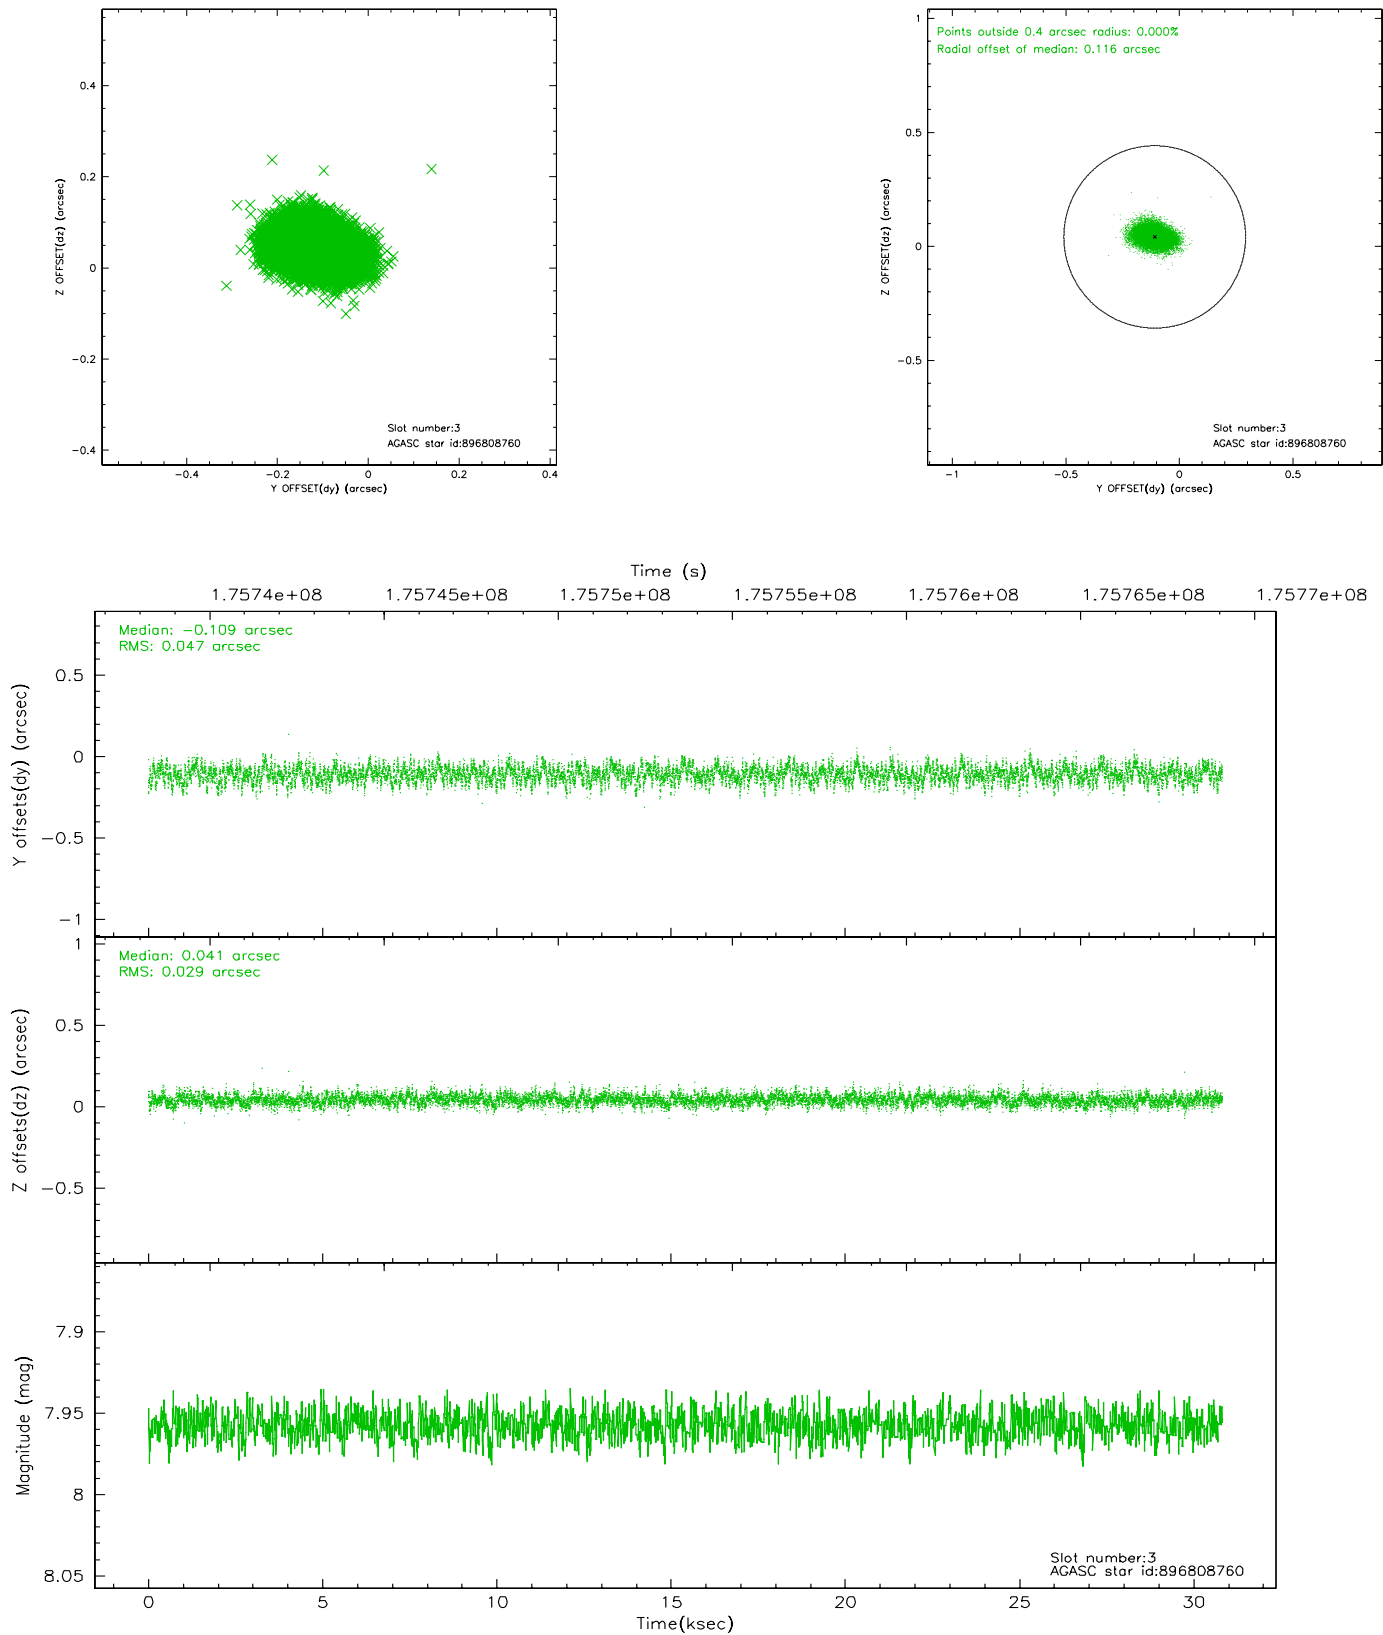 0.4
0.2
0
−0.2
−0.4
Z OFFSET(dz) (arcsec)
Slot number:3
AGASC star id:896808760
−0.4
−0.2
0
0.2
0.4
Y OFFSET(dy) (arcsec)
Points outside 0.4 arcsec radius: 0.000%
Radial offset of median: 0.116 arcsec
1
0.5
0
−0.5
Z OFFSET(dz) (arcsec)
Slot number:3
AGASC star id:896808760
−1
−0.5
0
0.5
Y OFFSET(dy) (arcsec)
Time (s)
1.7574e+08
1.75745e+08
1.7575e+08
1.75755e+08
1.7576e+08
1.75765e+08
1.7577e+08
Median: −0.109 arcsec
RMS: 0.047 arcsec
0.5
0
−0.5
−1
Y offsets(dy) (arcsec)
Median: 0.041 arcsec
RMS: 0.029 arcsec
1
0.5
0
−0.5
Z offsets(dz) (arcsec)
7.9
7.95
8
8.05
Magnitude (mag)
Slot number:3
AGASC star id:896808760
0
5
10
15
20
25
30
Time(ksec)